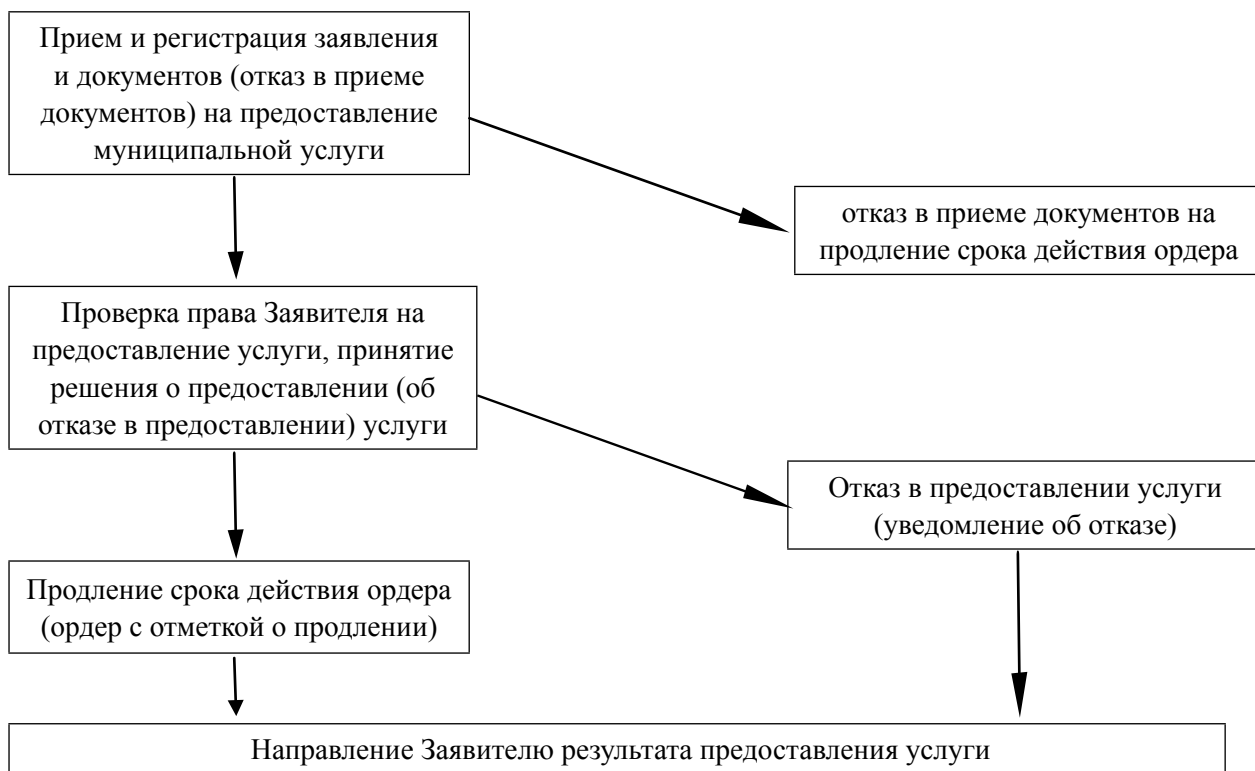 Прием и регистрация заявления
и документов (отказ в приеме
документов) на предоставление
муниципальной услуги
отказ в приеме документов на
продление срока действия ордера
Проверка права Заявителя на
предоставление услуги, принятие
решения о предоставлении (об
отказе в предоставлении) услуги
Отказ в предоставлении услуги
(уведомление об отказе)
Продление срока действия ордера
(ордер с отметкой о продлении)
Направление Заявителю результата предоставления услуги